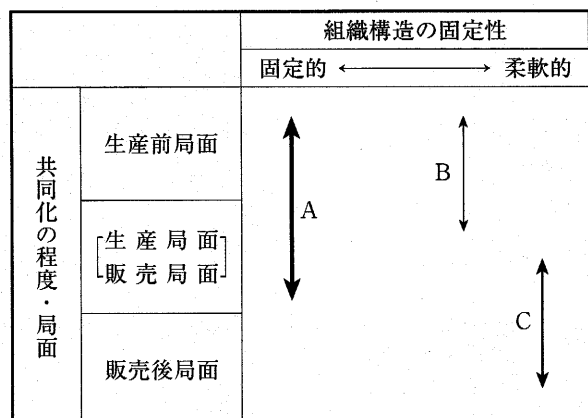 組織構造の固定性
固定的 ←→ 柔軟的
共同化の程度・局面
生産前局面
生産局面
販売局面
販売後局面
A
B
C